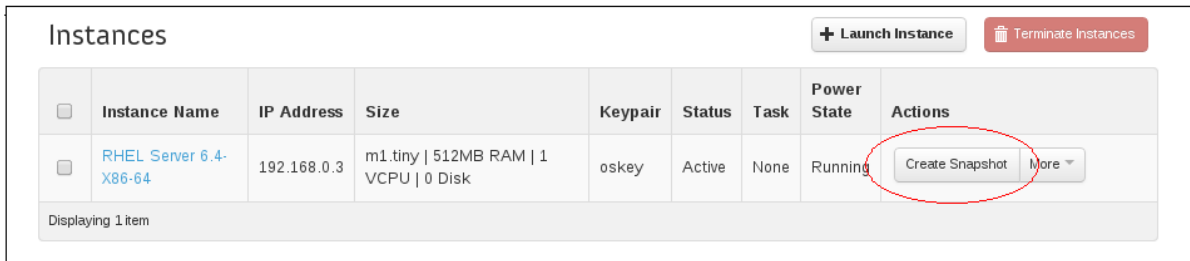 Instances
+ Launch Instance
Terminate Instances
Instance Name IP Address Size Keypair Status Task Power State Actions
RHEL Server 6.4-X86-64 192.168.0.3 m1.tiny | 512MB RAM | 1 VCPU | 0 Disk oskey Active None Running Create Snapshot More
Displaying 1 item